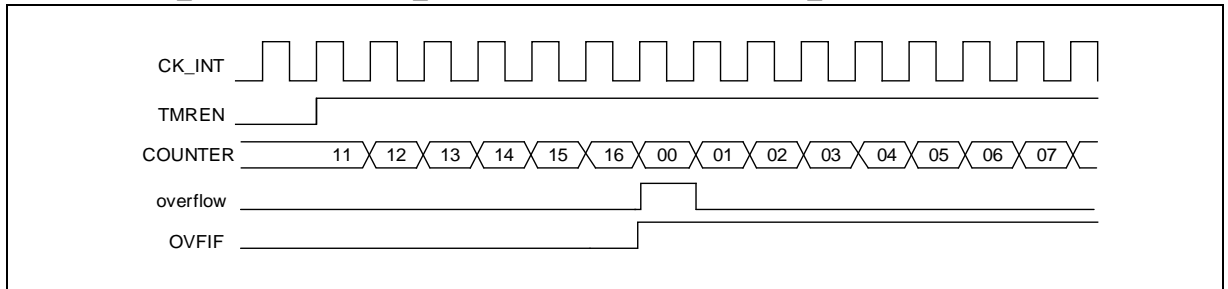 CK_INT
TMREN
COUNTER 11 12 13 14 15 16 00 01 02 03 04 05 06 07
overflow
OVFIF